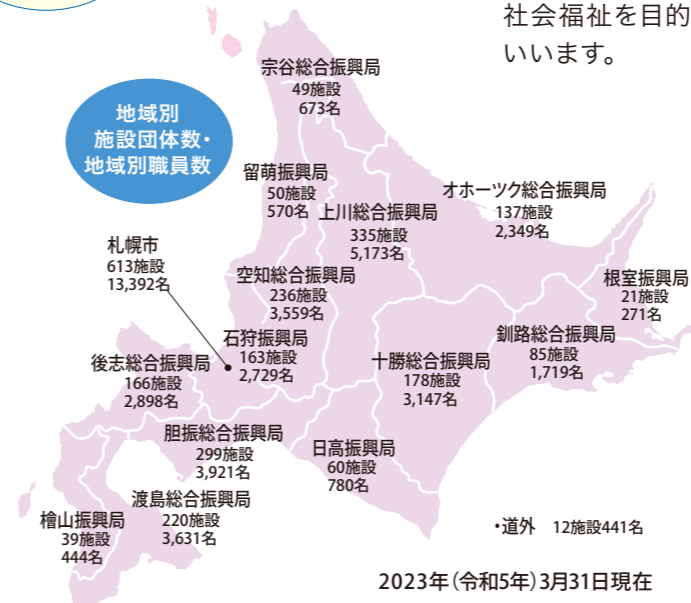 社会福祉を目的
いいます。
地域別
施設団体数・
地域別職員数
宗谷総合振興局
49施設
673名
留萌振興局
50施設
570名
上川総合振興局
335施設
5,173名
オホーツク総合振興局
137施設
2,349名
札幌市
613施設
13,392名
空知総合振興局
236施設
3,559名
根室振興局
21施設
271名
石狩振興局
163施設
2,729名
釧路総合振興局
85施設
1,719名
後志総合振興局
166施設
2,898名
十勝総合振興局
178施設
3,147名
胆振総合振興局
299施設
3,921名
日高振興局
60施設
780名
渡島総合振興局
220施設
3,631名
檜山振興局
39施設
444名
・道外 12施設441名
2023年(令和5年)3月31日現在